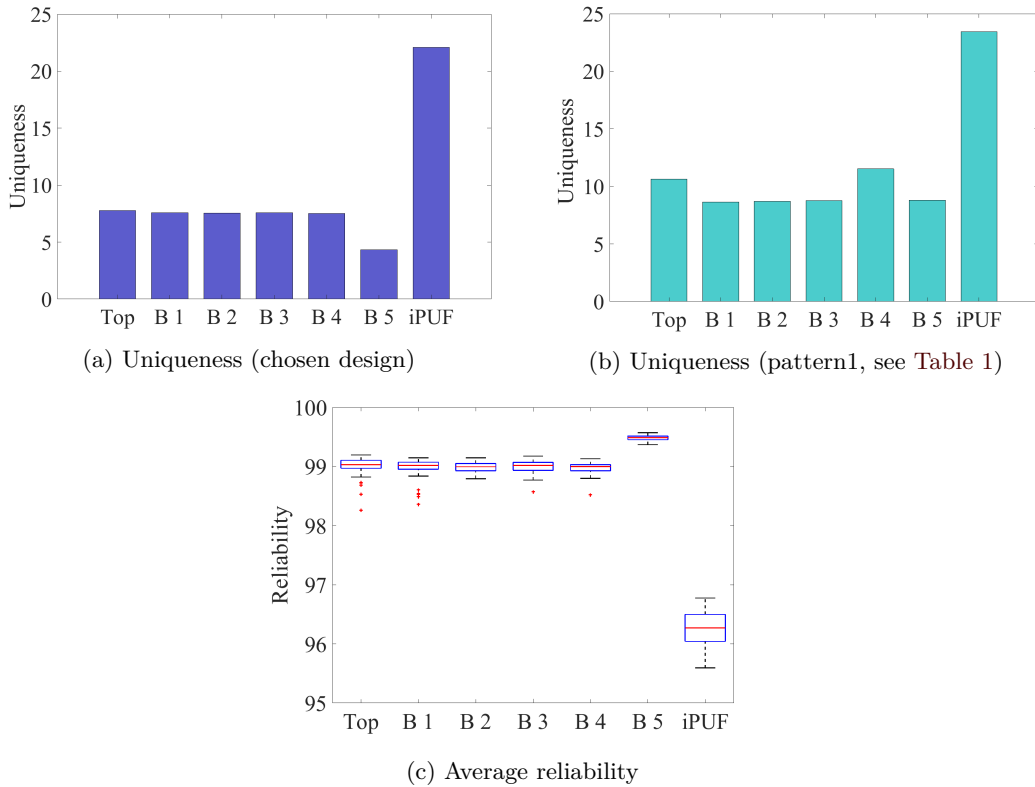 25
20
15
10
5
0
Uniqueness
Top B 1 B 2 B 3 B 4 B 5 iPUF
(a) Uniqueness (chosen design)
25
20
15
10
5
0
Uniqueness
Top B 1 B 2 B 3 B 4 B 5 iPUF
(b) Uniqueness (pattern1, see Table 1)
100
99
98
97
96
95
Reliability
Top B 1 B 2 B 3 B 4 B 5 iPUF
(c) Average reliability